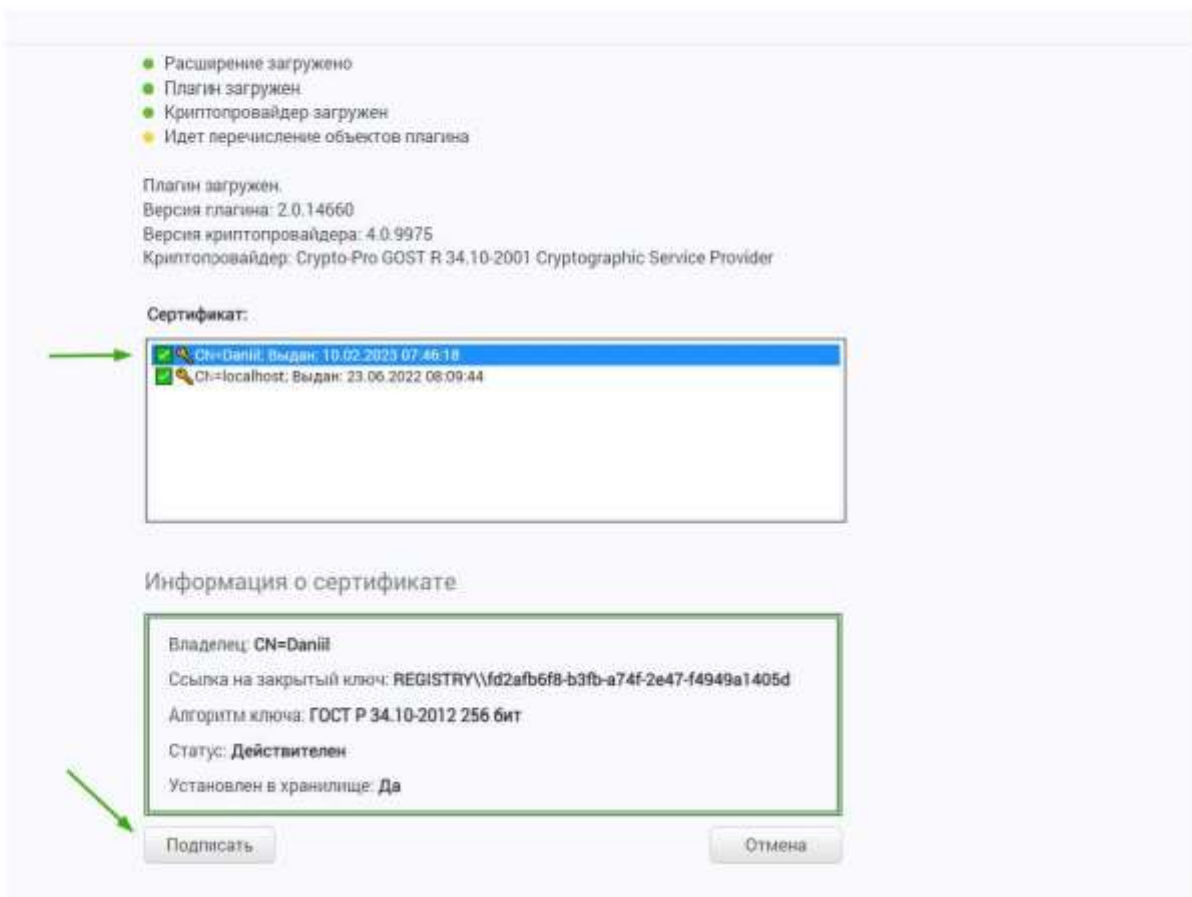 Расширение загружено
Плагин загружен
Криптопровайдер загружен
Идет перечисление объектов плагина
Плагин загружен.
Версия плагина: 2.0.14660
Версия криптопровайдера: 4.0.9975
Криптопровайдер: Crypto-Pro GOST R 34.10-2001 Cryptographic Service Provider
Сертификат:
CN=Daniil; Выдан: 10.02.2023 07:46:18
CN=localhost; Выдан: 23.06.2022 08:09:44
Информация о сертификате
Владелец: CN=Daniil
Ссылка на закрытый ключ: REGISTRY\\fd2afb6f8-b3fb-a74f-2e47-f4949a1405d
Алгоритм ключа: ГОСТ Р 34.10-2012 256 бит
Статус: Действителен
Установлен в хранилище: Да
Подписать Отмена